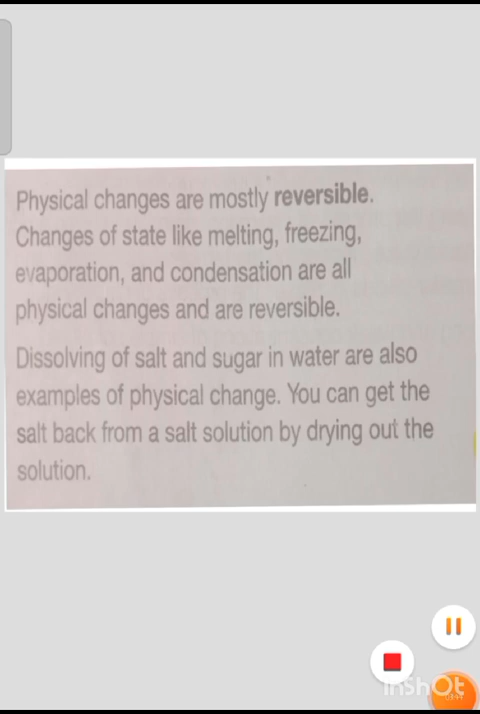 Physical changes are mostly reversible.
Changes of state like melting, freezing,
evaporation, and condensation are all
physical changes and are reversible.
Dissolving of salt and sugar in water are also
examples of physical change. You can get the
salt back from a salt solution by drying out the
solution.
InShOt